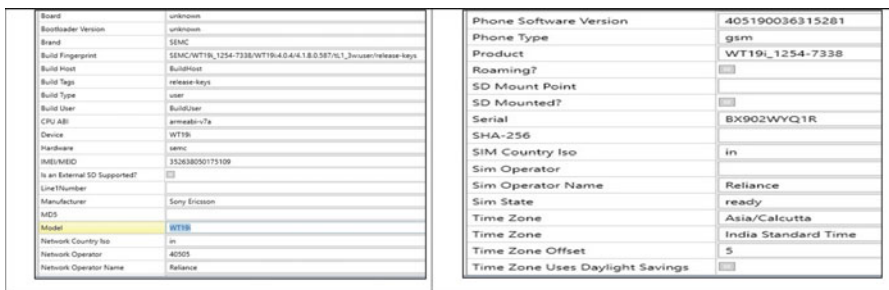 Board unknown
Bootloader Version unknown
Brand SEMC
Build Fingerprint SEMC/WT19i_1254-7338/WT19i:4.0.4/4.1.B.0.587/tL1_3w:user/release-keys
Build Host BuildHost
Build Tags release-keys
Build Type user
Build User BuildUser
CPU ABI armeabi-v7a
Device WT19i
Hardware semc
IMEI/MEID 352638050175109
Is an External SD Supported?
Line1Number
Manufacturer Sony Ericsson
MD5
Model WT19i
Network Country Iso in
Network Operator 40505
Network Operator Name Reliance
Phone Software Version 405190036315281
Phone Type gsm
Product WT19i_1254-7338
Roaming?
SD Mount Point
SD Mounted?
Serial BX902WYQ1R
SHA-256
SIM Country Iso in
Sim Operator
Sim Operator Name Reliance
Sim State ready
Time Zone Asia/Calcutta
Time Zone India Standard Time
Time Zone Offset 5
Time Zone Uses Daylight Savings